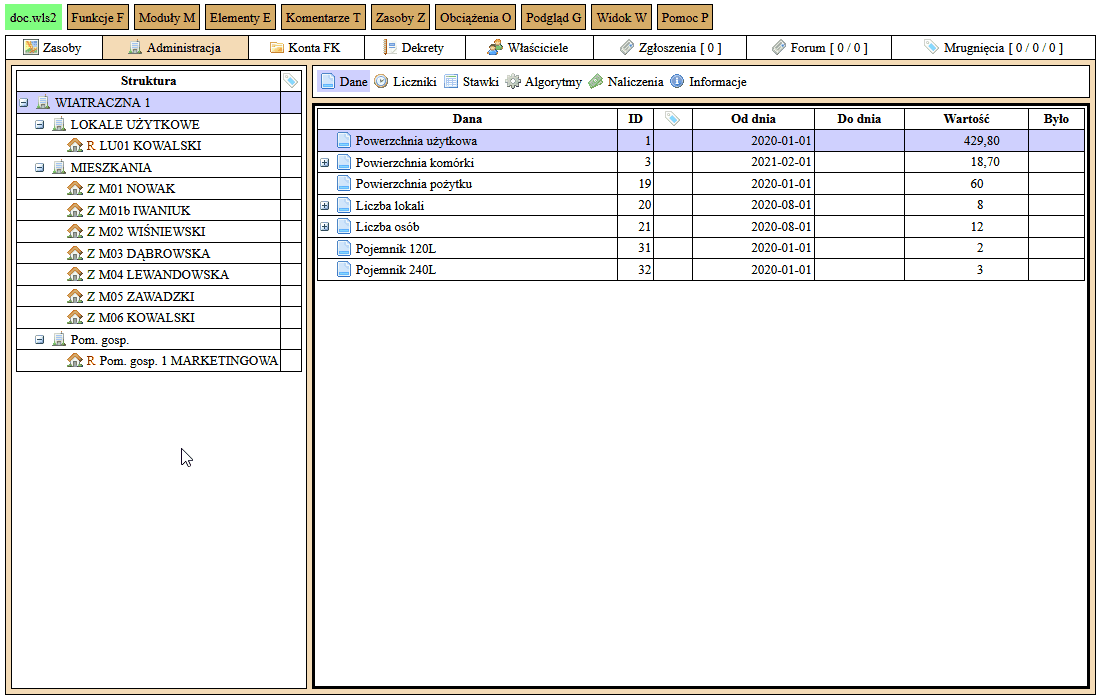 doc.wls2 Funkcje F Moduły M Elementy E Komentarze T Zasoby Z Obciążenia O Podgląd G Widok W Pomoc P
Zasoby Administracja Konta FK Dekrety Właściciele Zgłoszenia [ 0 ] Forum [ 0 / 0 ] Mrugnięcia [ 0 / 0 / 0 ]
Struktura
WIATRACZNA 1
LOKALE UŻYTKOWE
R LU01 KOWALSKI
MIESZKANIA
Z M01 NOWAK
Z M01b IWANIUK
Z M02 WIŚNIEWSKI
Z M03 DĄBROWSKA
Z M04 LEWANDOWSKA
Z M05 ZAWADZKI
Z M06 KOWALSKI
Pom. gosp.
R Pom. gosp. 1 MARKETINGOWA
Dane Liczniki Stawki Algorytmy Naliczenia Informacje
Dana ID Od dnia Do dnia Wartość Było
Powerzchnia użytkowa 1 2020-01-01 429,80
Powierzchnia komórki 3 2021-02-01 18,70
Powierzchnia pożytku 19 2020-01-01 60
Liczba lokali 20 2020-08-01 8
Liczba osób 21 2020-08-01 12
Pojemnik 120L 31 2020-01-01 2
Pojemnik 240L 32 2020-01-01 3